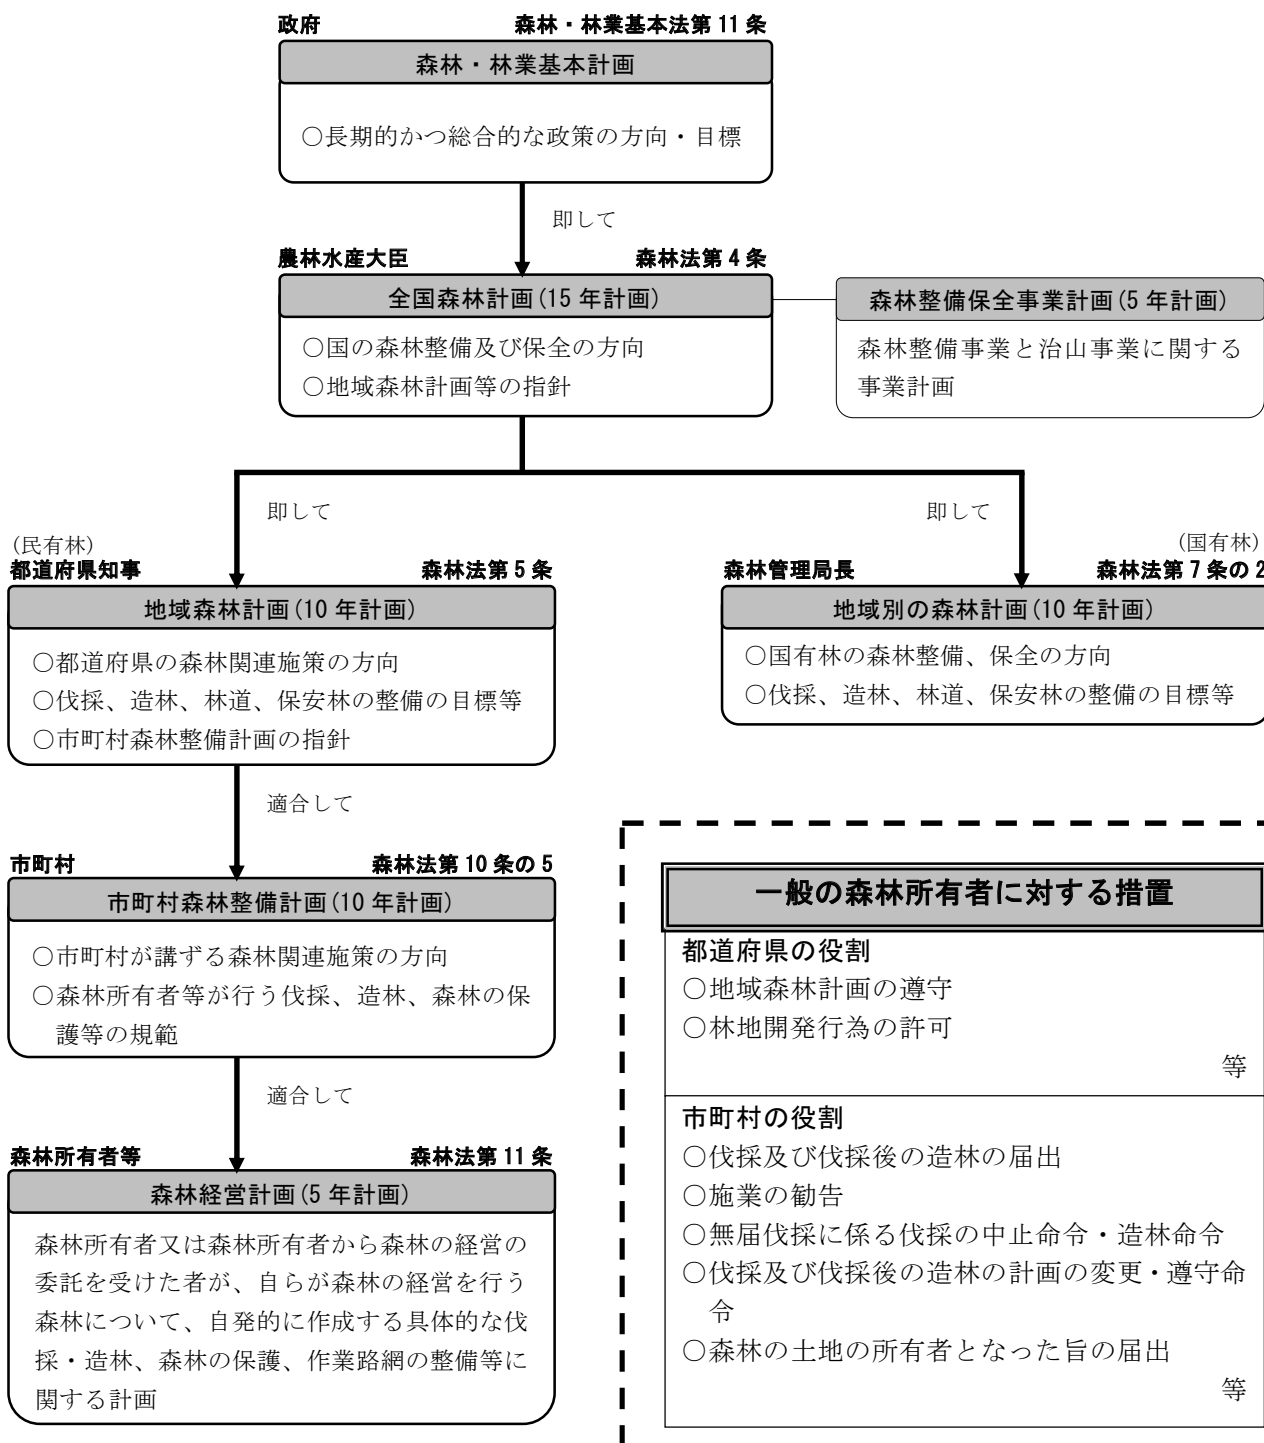 政府 森林・林業基本法第11条
森林・林業基本計画
○長期的かつ総合的な政策の方向・目標
即して
農林水産大臣 森林法第4条
全国森林計画(15年計画)
○国の森林整備及び保全の方向
○地域森林計画等の指針
森林整備保全事業計画(5年計画)
森林整備事業と治山事業に関する
事業計画
即して
即して
(民有林)
都道府県知事 森林法第5条
地域森林計画(10年計画)
○都道府県の森林関連施策の方向
○伐採、造林、林道、保安林の整備の目標等
○市町村森林整備計画の指針
(国有林)
森林管理局長 森林法第7条の2
地域別の森林計画(10年計画)
○国有林の森林整備、保全の方向
○伐採、造林、林道、保安林の整備の目標等
適合して
市町村 森林法第10条の5
市町村森林整備計画(10年計画)
○市町村が講ずる森林関連施策の方向
○森林所有者等が行う伐採、造林、森林の保
護等の規範
適合して
森林所有者等 森林法第11条
森林経営計画(5年計画)
森林所有者又は森林所有者から森林の経営の
委託を受けた者が、自らが森林の経営を行う
森林について、自発的に作成する具体的な伐
採・造林、森林の保護、作業路網の整備等に
関する計画
一般の森林所有者に対する措置
都道府県の役割
○地域森林計画の遵守
○林地開発行為の許可
等
市町村の役割
○伐採及び伐採後の造林の届出
○施業の勧告
○無届伐採に係る伐採の中止命令・造林命令
○伐採及び伐採後の造林の計画の変更・遵守命
令
○森林の土地の所有者となった旨の届出
等